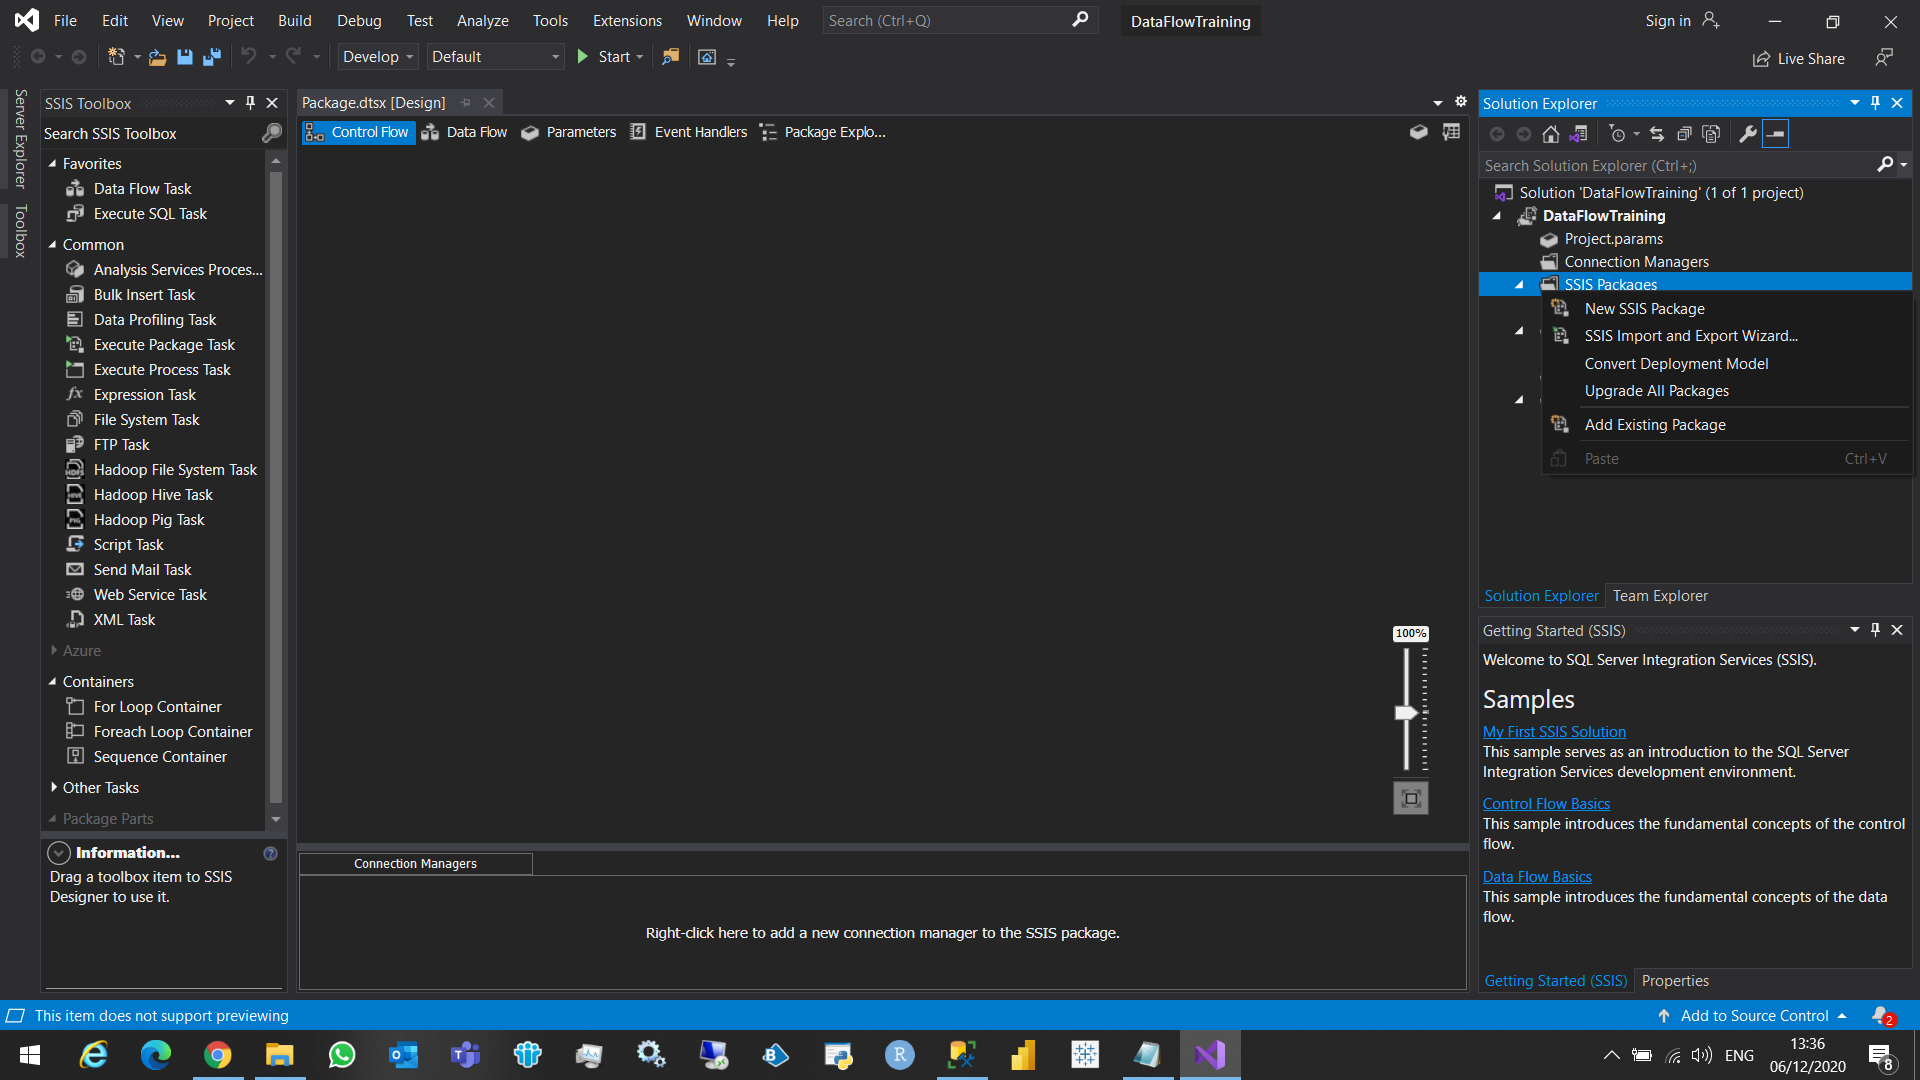 File Edit View Project Build Debug Test Analyze Tools Extensions Window Help Search (Ctrl+Q) DataFlowTraining Sign in
Develop Default Start Live Share
Server Explorer
Toolbox
SSIS Toolbox
Search SSIS Toolbox
Favorites
Data Flow Task
Execute SQL Task
Common
Analysis Services Proces...
Bulk Insert Task
Data Profiling Task
Execute Package Task
Execute Process Task
Expression Task
File System Task
FTP Task
Hadoop File System Task
Hadoop Hive Task
Hadoop Pig Task
Script Task
Send Mail Task
Web Service Task
XML Task
Azure
Containers
For Loop Container
Foreach Loop Container
Sequence Container
Other Tasks
Package Parts
Information...
Drag a toolbox item to SSIS
Designer to use it.
Package.dtsx [Design]
Control Flow Data Flow Parameters Event Handlers Package Explo...
100%
Connection Managers
Right-click here to add a new connection manager to the SSIS package.
Solution Explorer
Search Solution Explorer (Ctrl+;)
Solution 'DataFlowTraining' (1 of 1 project)
DataFlowTraining
Project.params
Connection Managers
SSIS Packages
New SSIS Package
SSIS Import and Export Wizard...
Convert Deployment Model
Upgrade All Packages
Add Existing Package
Paste Ctrl+V
Solution Explorer Team Explorer
Getting Started (SSIS)
Welcome to SQL Server Integration Services (SSIS).
Samples
My First SSIS Solution
This sample serves as an introduction to the SQL Server
Integration Services development environment.
Control Flow Basics
This sample introduces the fundamental concepts of the control
flow.
Data Flow Basics
This sample introduces the fundamental concepts of the data
flow.
Getting Started (SSIS) Properties
This item does not support previewing Add to Source Control 2
ENG 13:36
06/12/2020 8